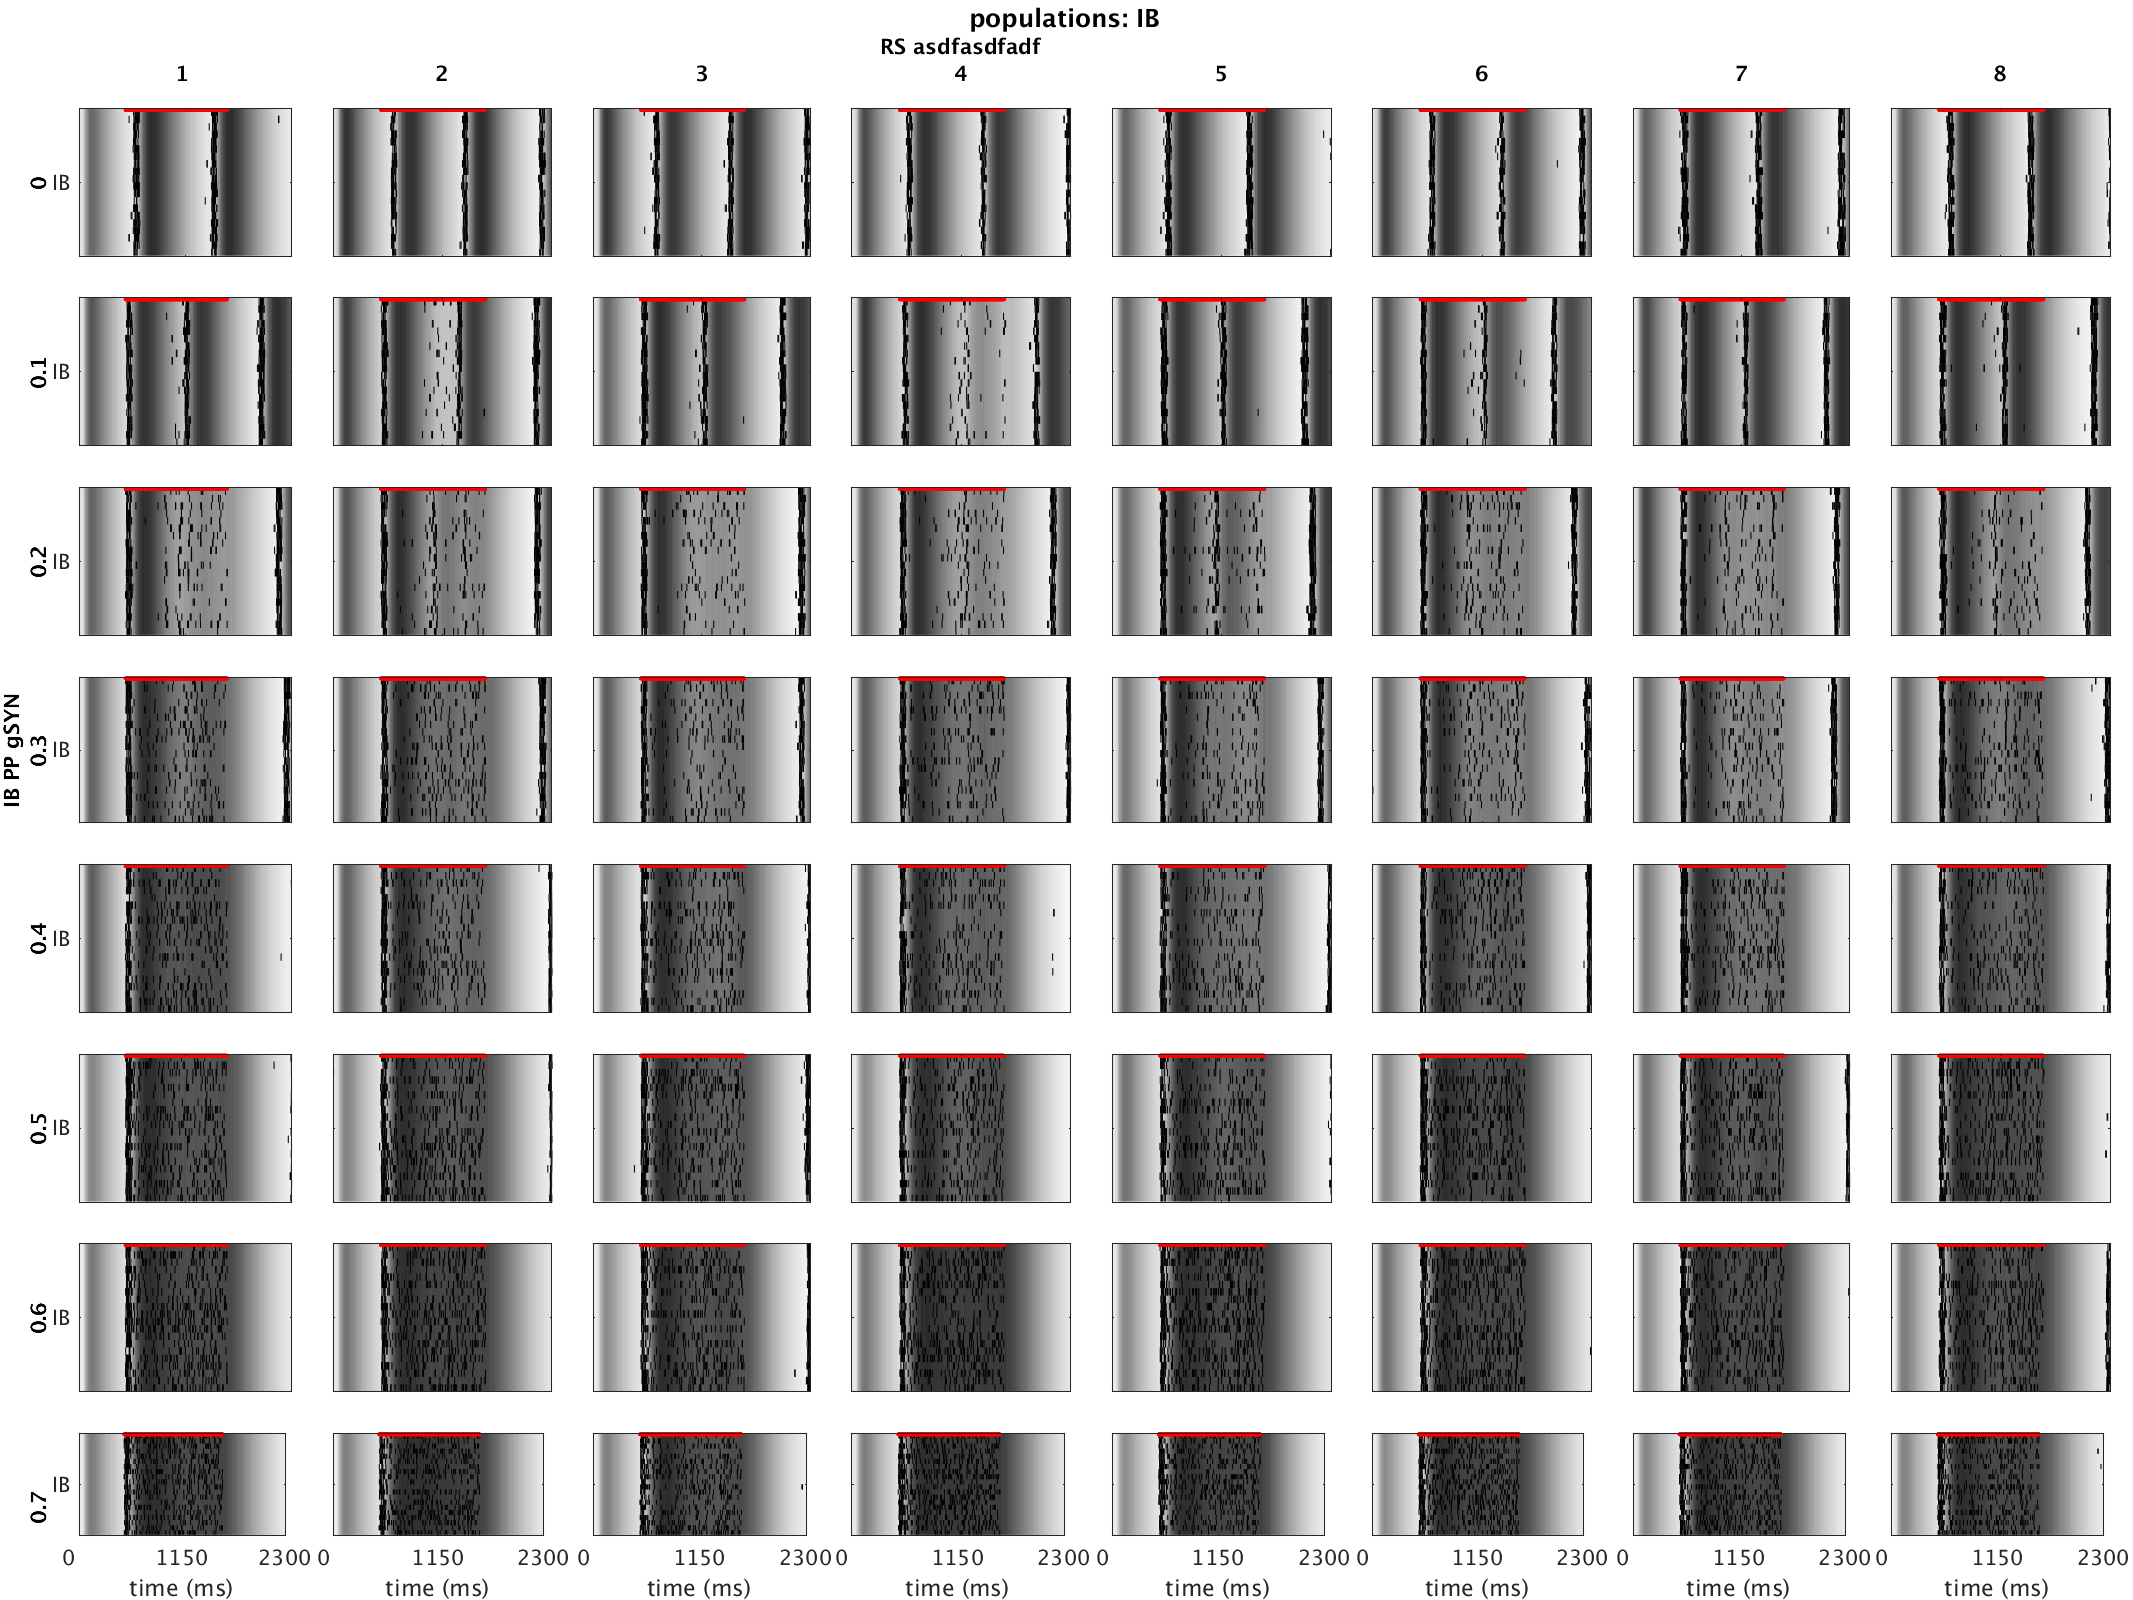 populations: IB
RS asdfasdfadf
1 2 3 4 5 6 7 8
0 IB
0.1 IB
0.2 IB
IB PP gSYN
0.3 IB
0.4 IB
0.5 IB
0.6 IB
0.7 IB
0 1150 2300 0 1150 2300 0 1150 2300 0 1150 2300 0 1150 2300 0 1150 2300 0 1150 2300 0 1150 2300
time (ms) time (ms) time (ms) time (ms) time (ms) time (ms) time (ms) time (ms)